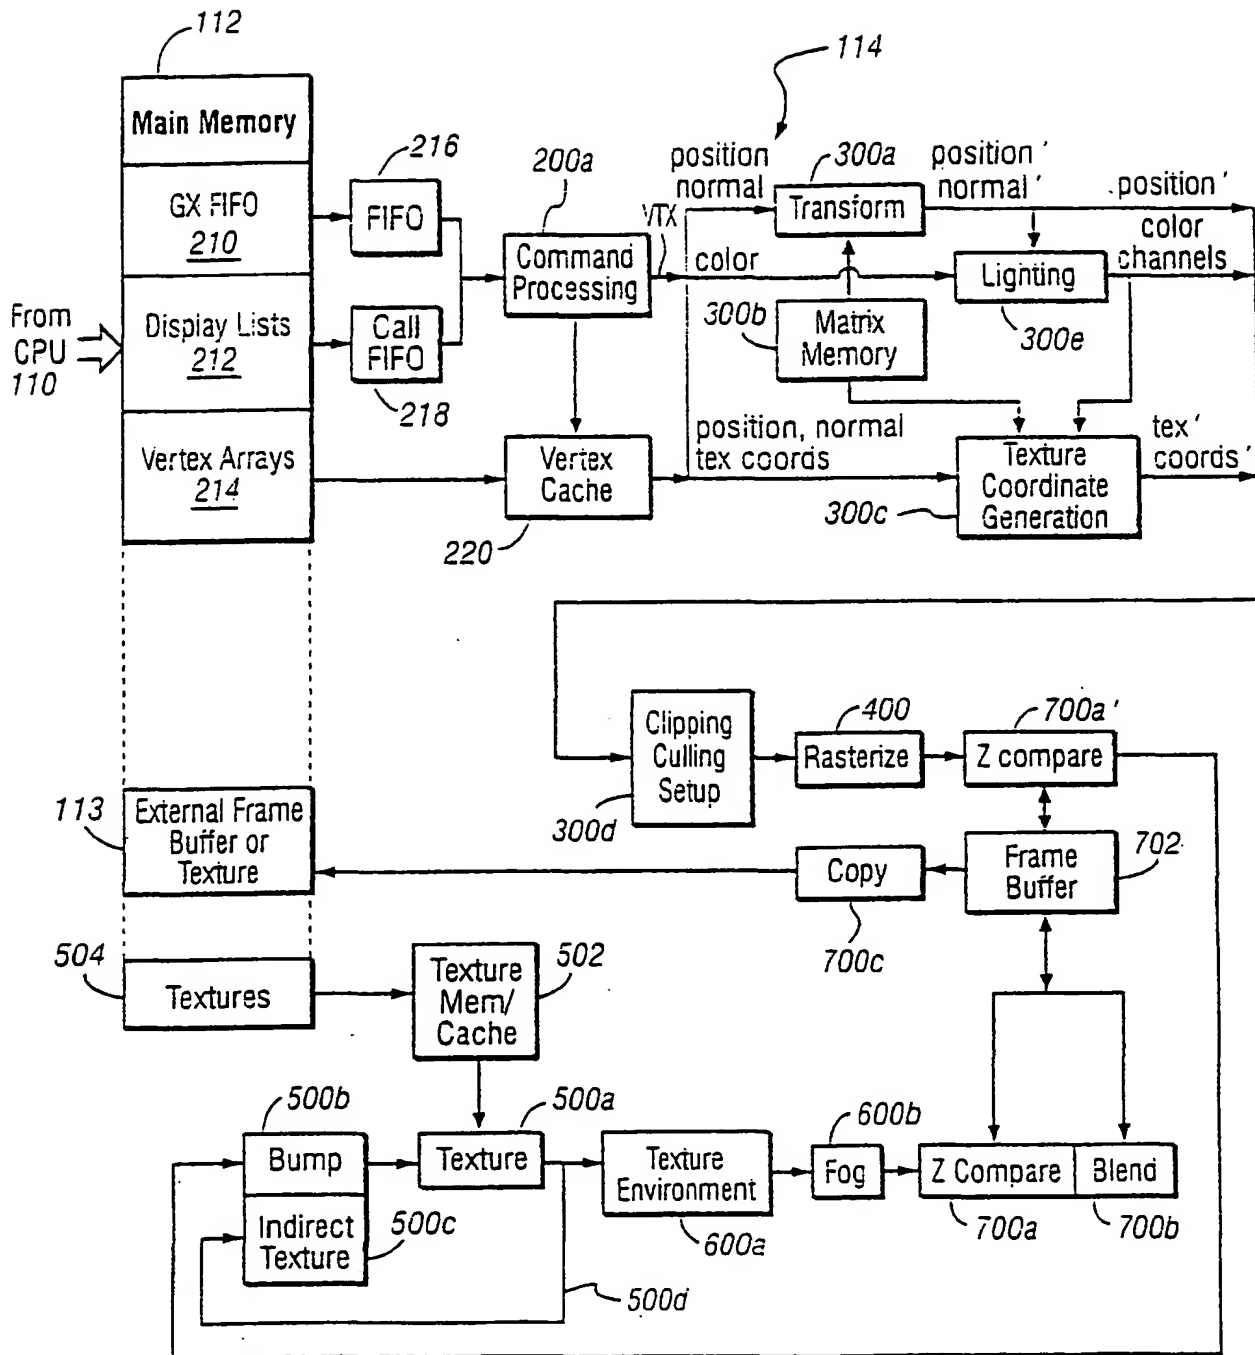 112
114
Main Memory
GX FIFO
210
Display Lists
212
Vertex Arrays
214
From
CPU
110
216
FIFO
Call
FIFO
218
200a
Command
Processing
VTX
Vertex
Cache
220
position
normal
300a
Transform
position'
normal'
position'
color
channels
color
Lighting
300e
300b
Matrix
Memory
position, normal
tex coords
Texture
Coordinate
Generation
300c
tex'
coords'
Clipping
Culling
Setup
300d
400
Rasterize
700a'
Z compare
113
External Frame
Buffer or
Texture
Copy
700c
Frame
Buffer
702
504
Textures
Texture
Mem/
Cache
502
500b
Bump
Indirect
Texture
500c
500a
Texture
500d
Texture
Environment
600a
600b
Fog
Z Compare
700a
Blend
700b